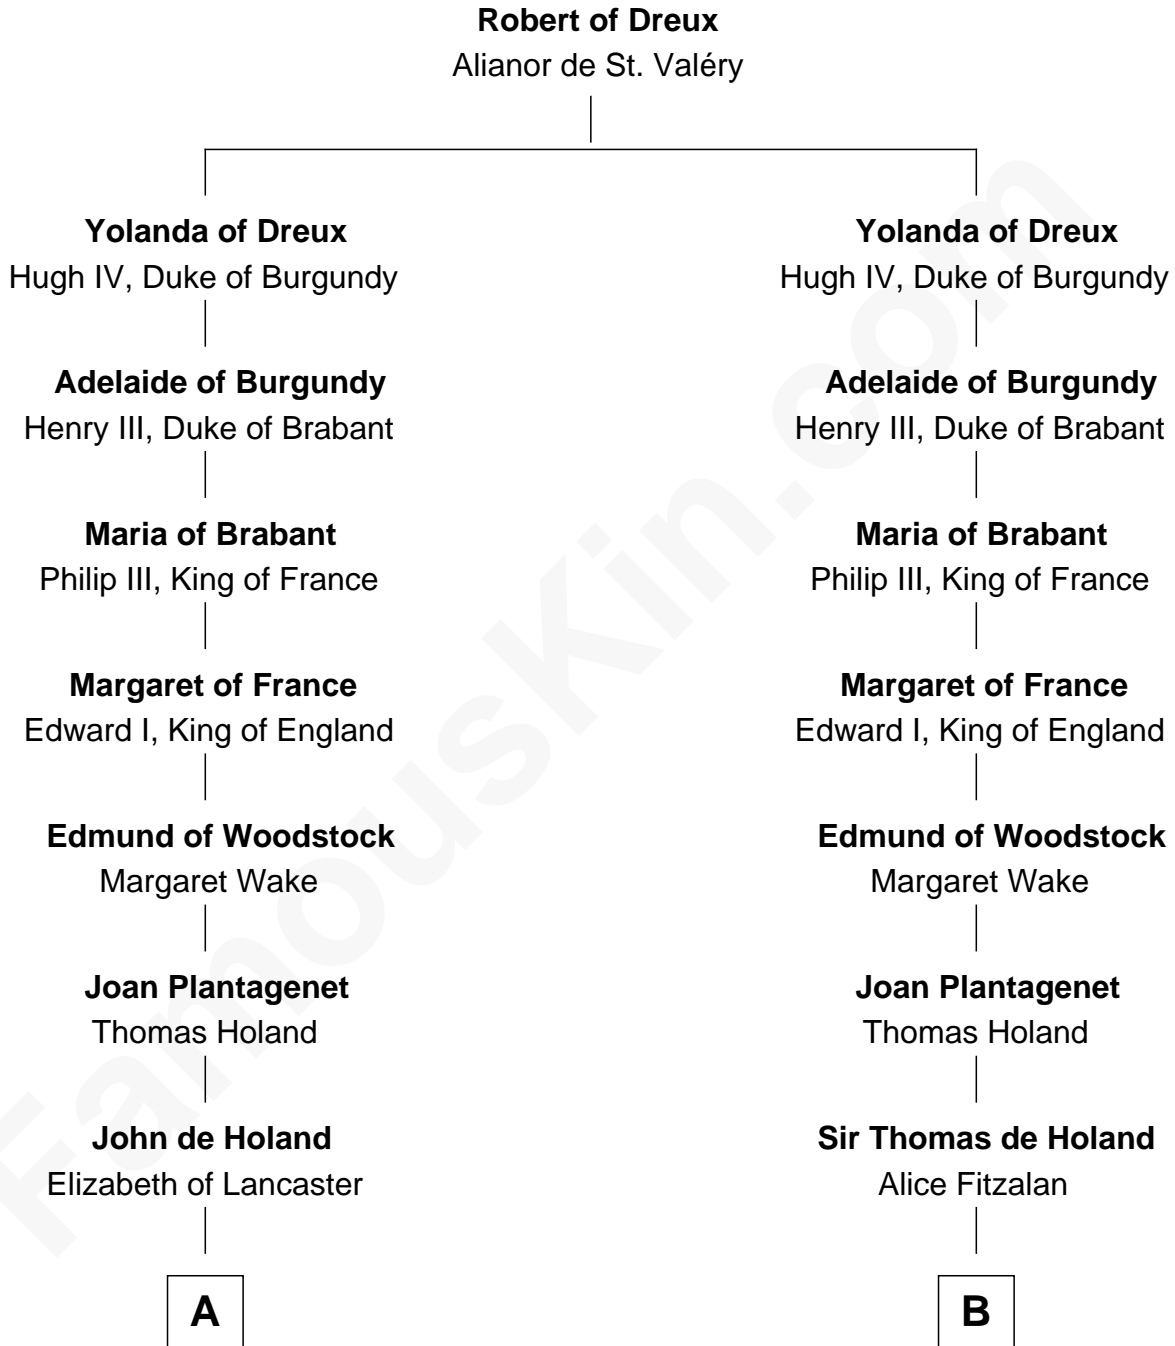 Robert of Dreux
Alianor de St. Valéry
Yolanda of Dreux
Hugh IV, Duke of Burgundy
Adelaide of Burgundy
Henry III, Duke of Brabant
Maria of Brabant
Philip III, King of France
Margaret of France
Edward I, King of England
Edmund of Woodstock
Margaret Wake
Joan Plantagenet
Thomas Holand
John de Holand
Elizabeth of Lancaster
A
Yolanda of Dreux
Hugh IV, Duke of Burgundy
Adelaide of Burgundy
Henry III, Duke of Brabant
Maria of Brabant
Philip III, King of France
Margaret of France
Edward I, King of England
Edmund of Woodstock
Margaret Wake
Joan Plantagenet
Thomas Holand
Sir Thomas de Holand
Alice Fitzalan
B
FamousKin.com